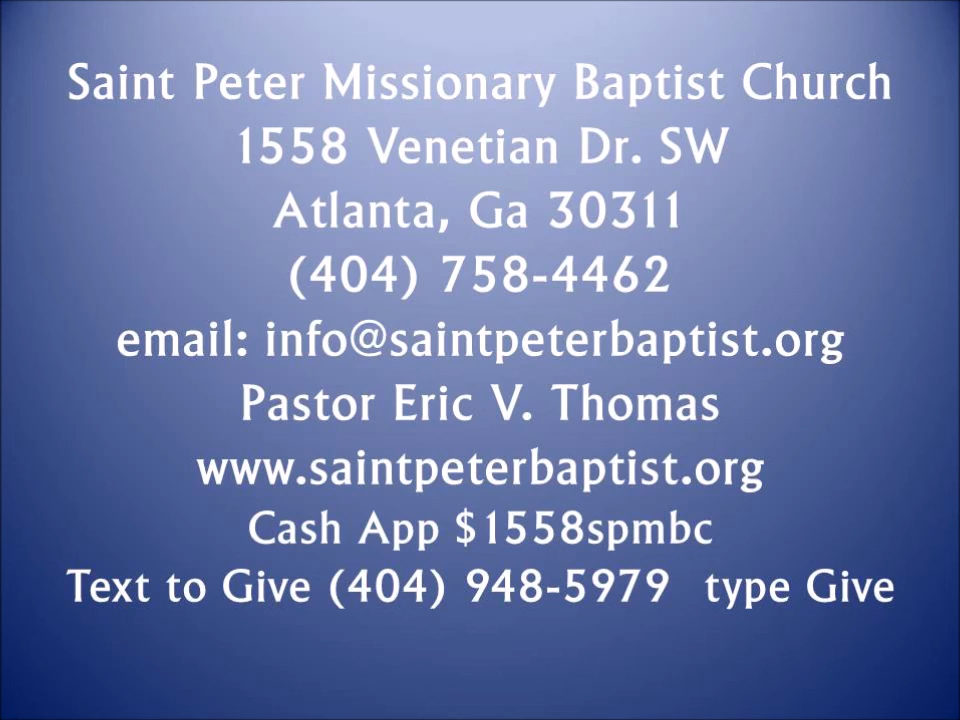 Saint Peter Missionary Baptist Church
1558 Venetian Dr. SW
Atlanta, Ga 30311
(404) 758-4462
email: info@saintpeterbaptist.org
Pastor Eric V. Thomas
www.saintpeterbaptist.org
Cash App $1558spmbc
Text to Give (404) 948-5979 type Give